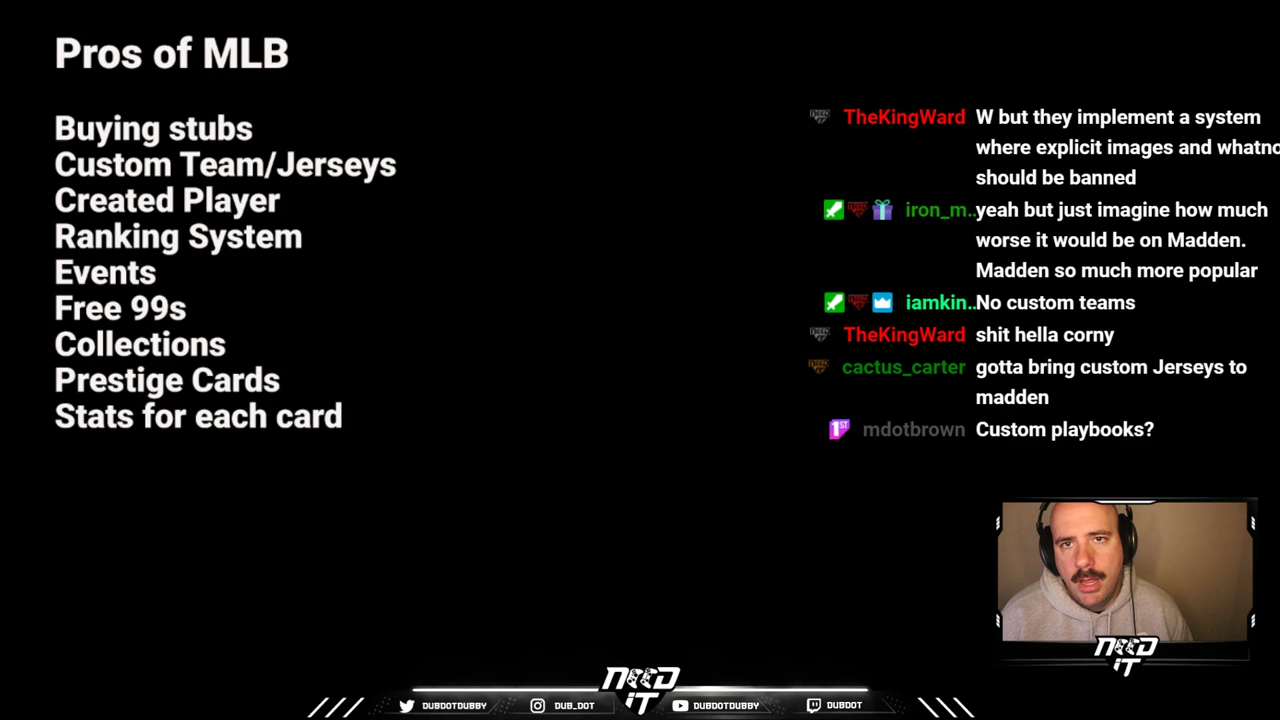 Pros of MLB
Buying stubs
Custom Team/Jerseys
Created Player
Ranking System
Events
Free 99s
Collections
Prestige Cards
Stats for each card
TheKingWard W but they implement a system
where explicit images and whatno
should be banned
iron_m.. yeah but just imagine how much
worse it would be on Madden.
Madden so much more popular
iamkin.. No custom teams
TheKingWard shit hella corny
cactus_carter gotta bring custom Jerseys to
madden
1ST mdotbrown Custom playbooks?
NEED
IT
NEED
IT
DUBDOTDUBBY DUB_DOT DUBDOTDUBBY DUBDOT